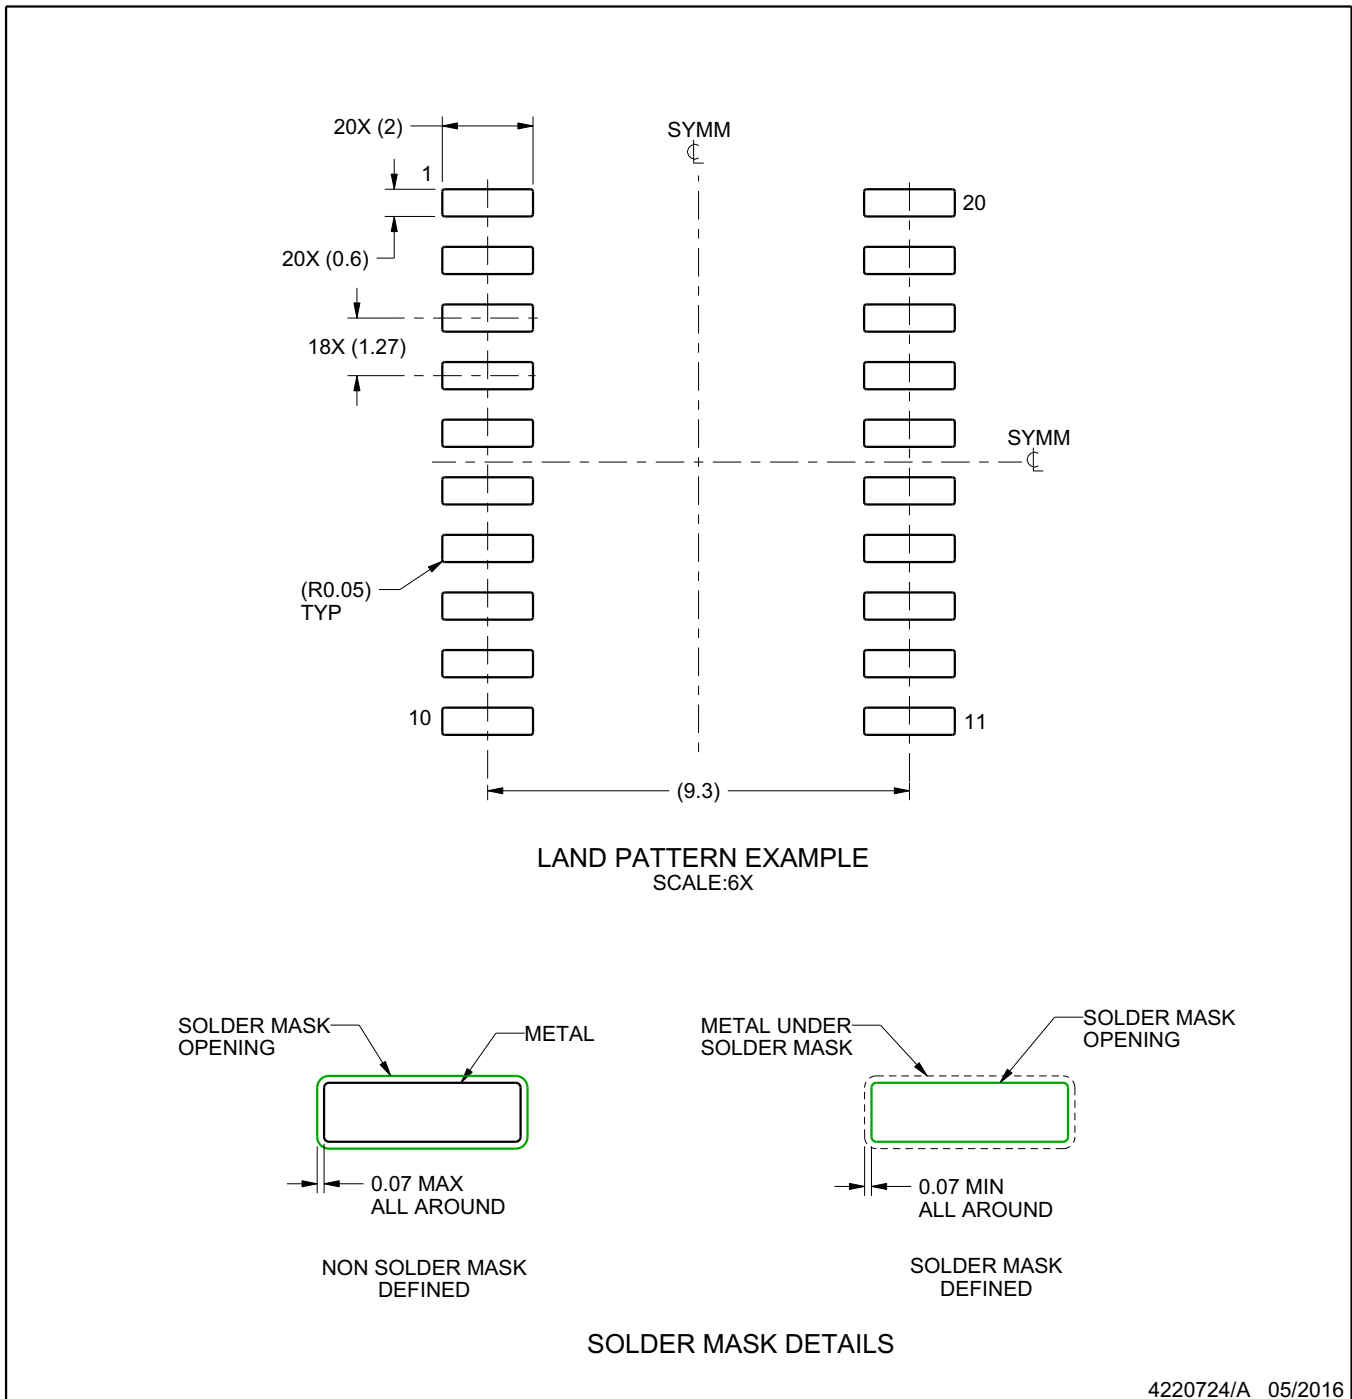 20X (2)
SYMM
℄
1
20
20X (0.6)
18X (1.27)
SYMM
℄
(R0.05)
TYP
10
11
(9.3)
LAND PATTERN EXAMPLE
SCALE:6X
SOLDER MASK
OPENING
METAL
METAL UNDER
SOLDER MASK
SOLDER MASK
OPENING
0.07 MAX
ALL AROUND
0.07 MIN
ALL AROUND
NON SOLDER MASK
DEFINED
SOLDER MASK
DEFINED
SOLDER MASK DETAILS
4220724/A 05/2016